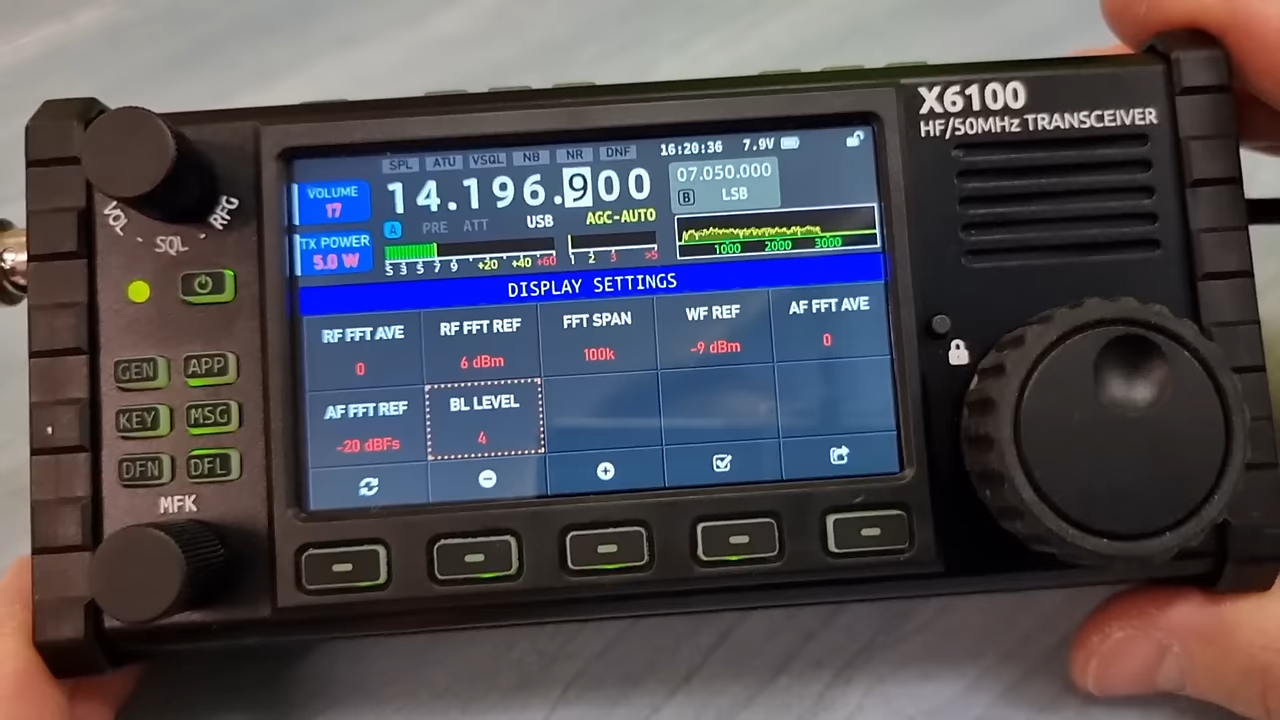 X6100
HF/50MHz TRANSCEIVER
SPL ATU VSQL NB NR DNF
16:20:36 7.9V
VOLUME
17
14.196.900
07.050.000
B LSB
A PRE ATT USB AGC-AUTO
TX POWER
5.0 W
S 3 5 7 9 +20 +40 +60
1 2 3 >5
1000 2000 3000
DISPLAY SETTINGS
RF FFT AVE
0
RF FFT REF
6 dBm
FFT SPAN
100k
WF REF
-9 dBm
AF FFT AVE
0
AF FFT REF
-20 dBFs
BL LEVEL
4
VOL - SQL - RFG
GEN APP
KEY MSG
DFN DFL
MFK